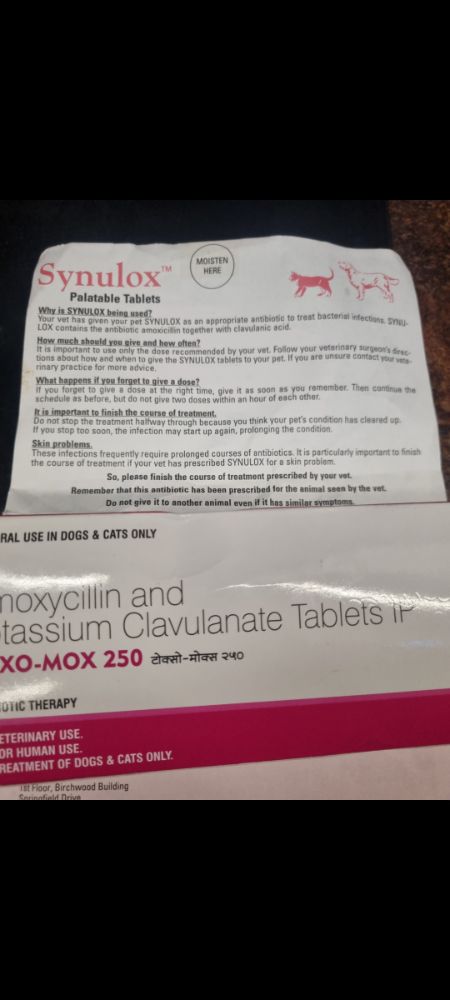 Synulox™
MOISTEN
HERE
Palatable Tablets
Why is SYNULOX being used?
Your vet has given your pet SYNULOX as an appropriate antibiotic to treat bacterial infections. SYNU-
LOX contains the antibiotic amoxicillin together with clavulanic acid.
How much should you give and how often?
It is important to use only the dose recommended by your vet. Follow your veterinary surgeon's direc-
tions about how and when to give the SYNULOX tablets to your pet. If you are unsure contact your vete-
rinary practice for more advice.
What happens if you forget to give a dose?
If you forget to give a dose at the right time, give it as soon as you remember. Then continue the
schedule as before, but do not give two doses within an hour of each other.
It is important to finish the course of treatment.
Do not stop the treatment halfway through because you think your pet's condition has cleared up.
If you stop too soon, the infection may start up again, prolonging the condition.
Skin problems.
These infections frequently require prolonged courses of antibiotics. It is particularly important to finish
the course of treatment if your vet has prescribed SYNULOX for a skin problem.
So, please finish the course of treatment prescribed by your vet.
Remember that this antibiotic has been prescribed for the animal seen by the vet.
Do not give it to another animal even if it has similar symptoms.
RAL USE IN DOGS & CATS ONLY
moxycillin and
otassium Clavulanate Tablets IP
XO-MOX 250 टोक्सो-मोक्स २५०
OTIC THERAPY
ETERINARY USE.
OR HUMAN USE.
REATMENT OF DOGS & CATS ONLY.
1st Floor, Birchwood Building
Springfield Drive